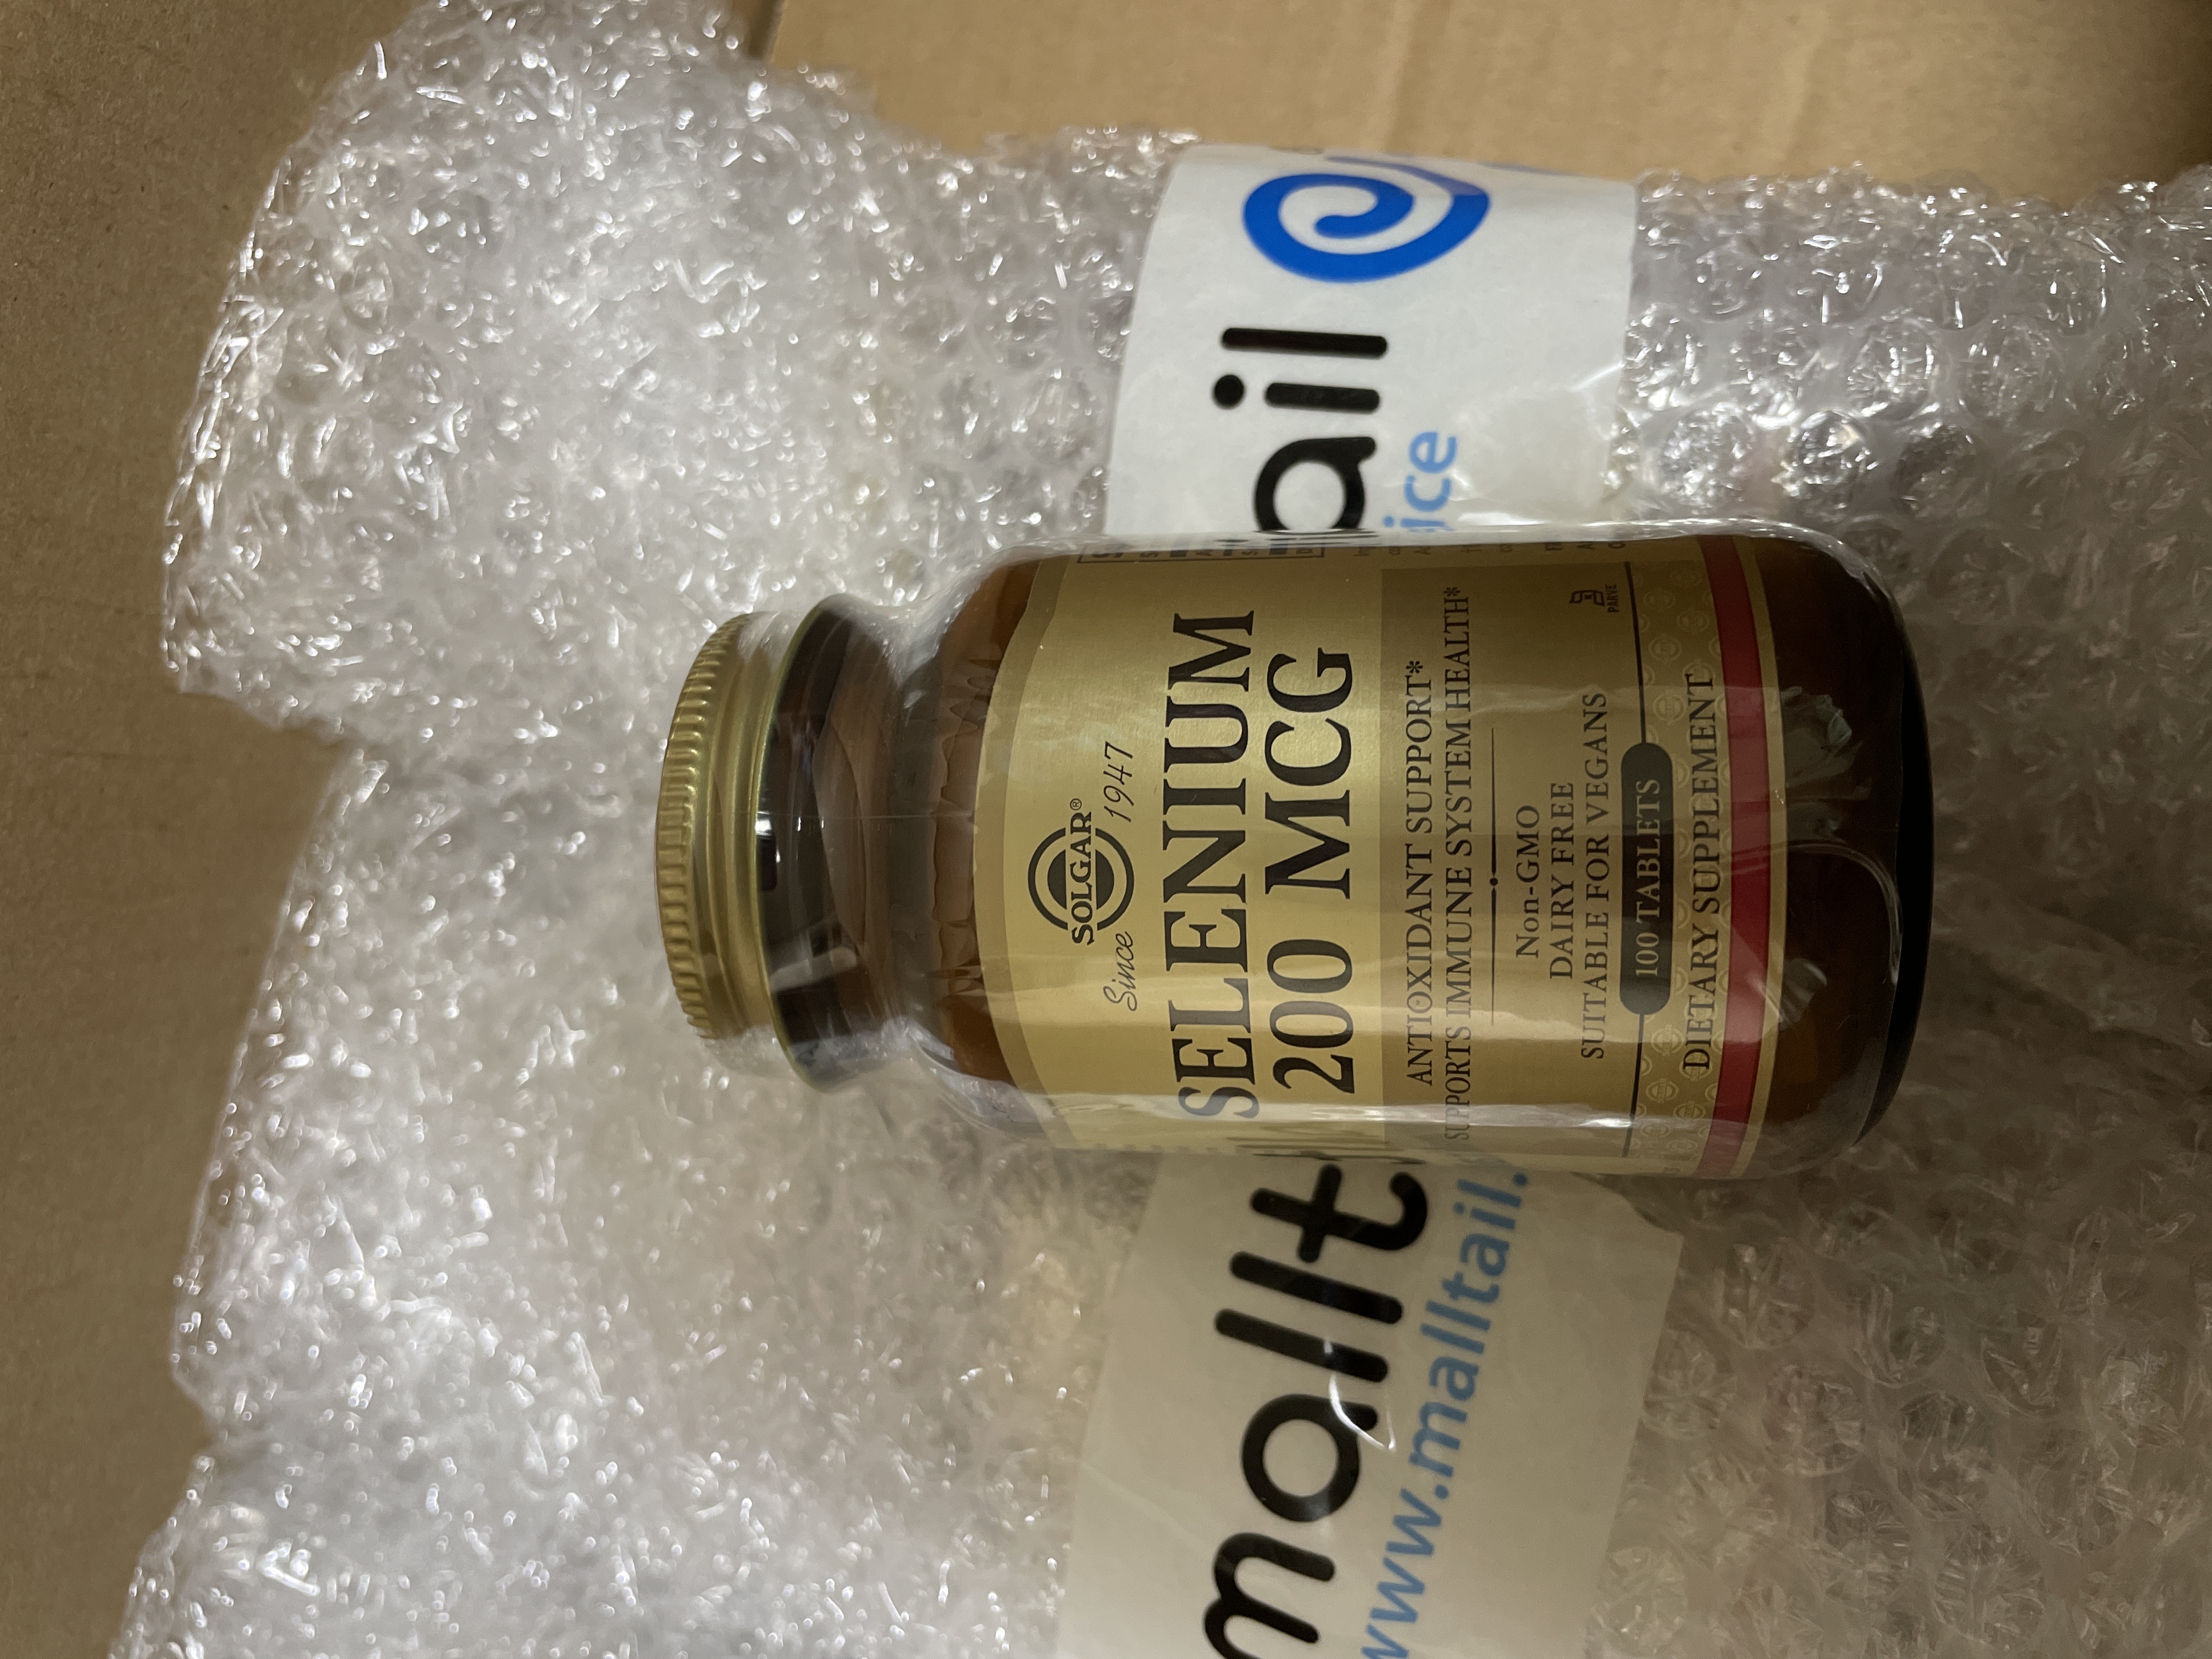 SOLGAR®
Since 1947
SELENIUM
200 MCG
ANTIOXIDANT SUPPORT*
SUPPORTS IMMUNE SYSTEM HEALTH*
Non-GMO
DAIRY FREE
SUITABLE FOR VEGANS
K
PARVE
100 TABLETS
DIETARY SUPPLEMENT
mallt
ail
www.malltail.
ice